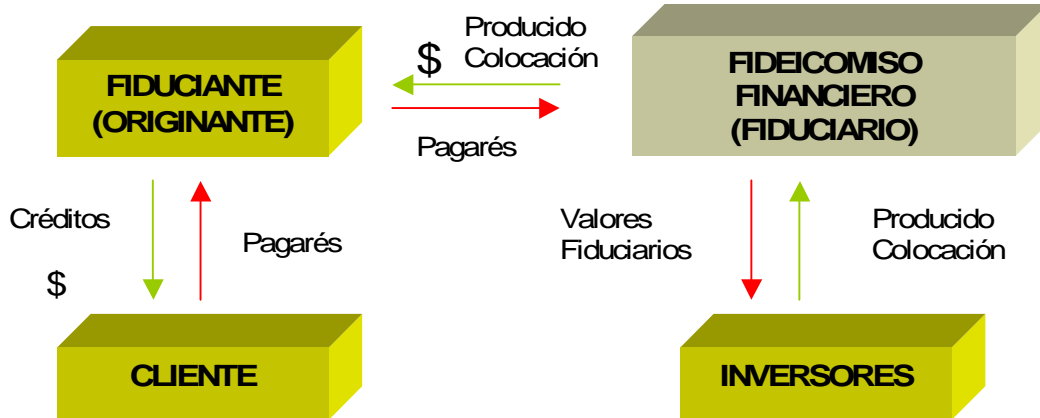 Producido
$ Colocación
FIDUCIANTE
(ORIGINANTE)
FIDEICOMISO
FINANCIERO
(FIDUCIARIO)
Pagarés
Créditos
$
Pagarés
Valores
Fiduciarios
Producido
Colocación
CLIENTE
INVERSORES